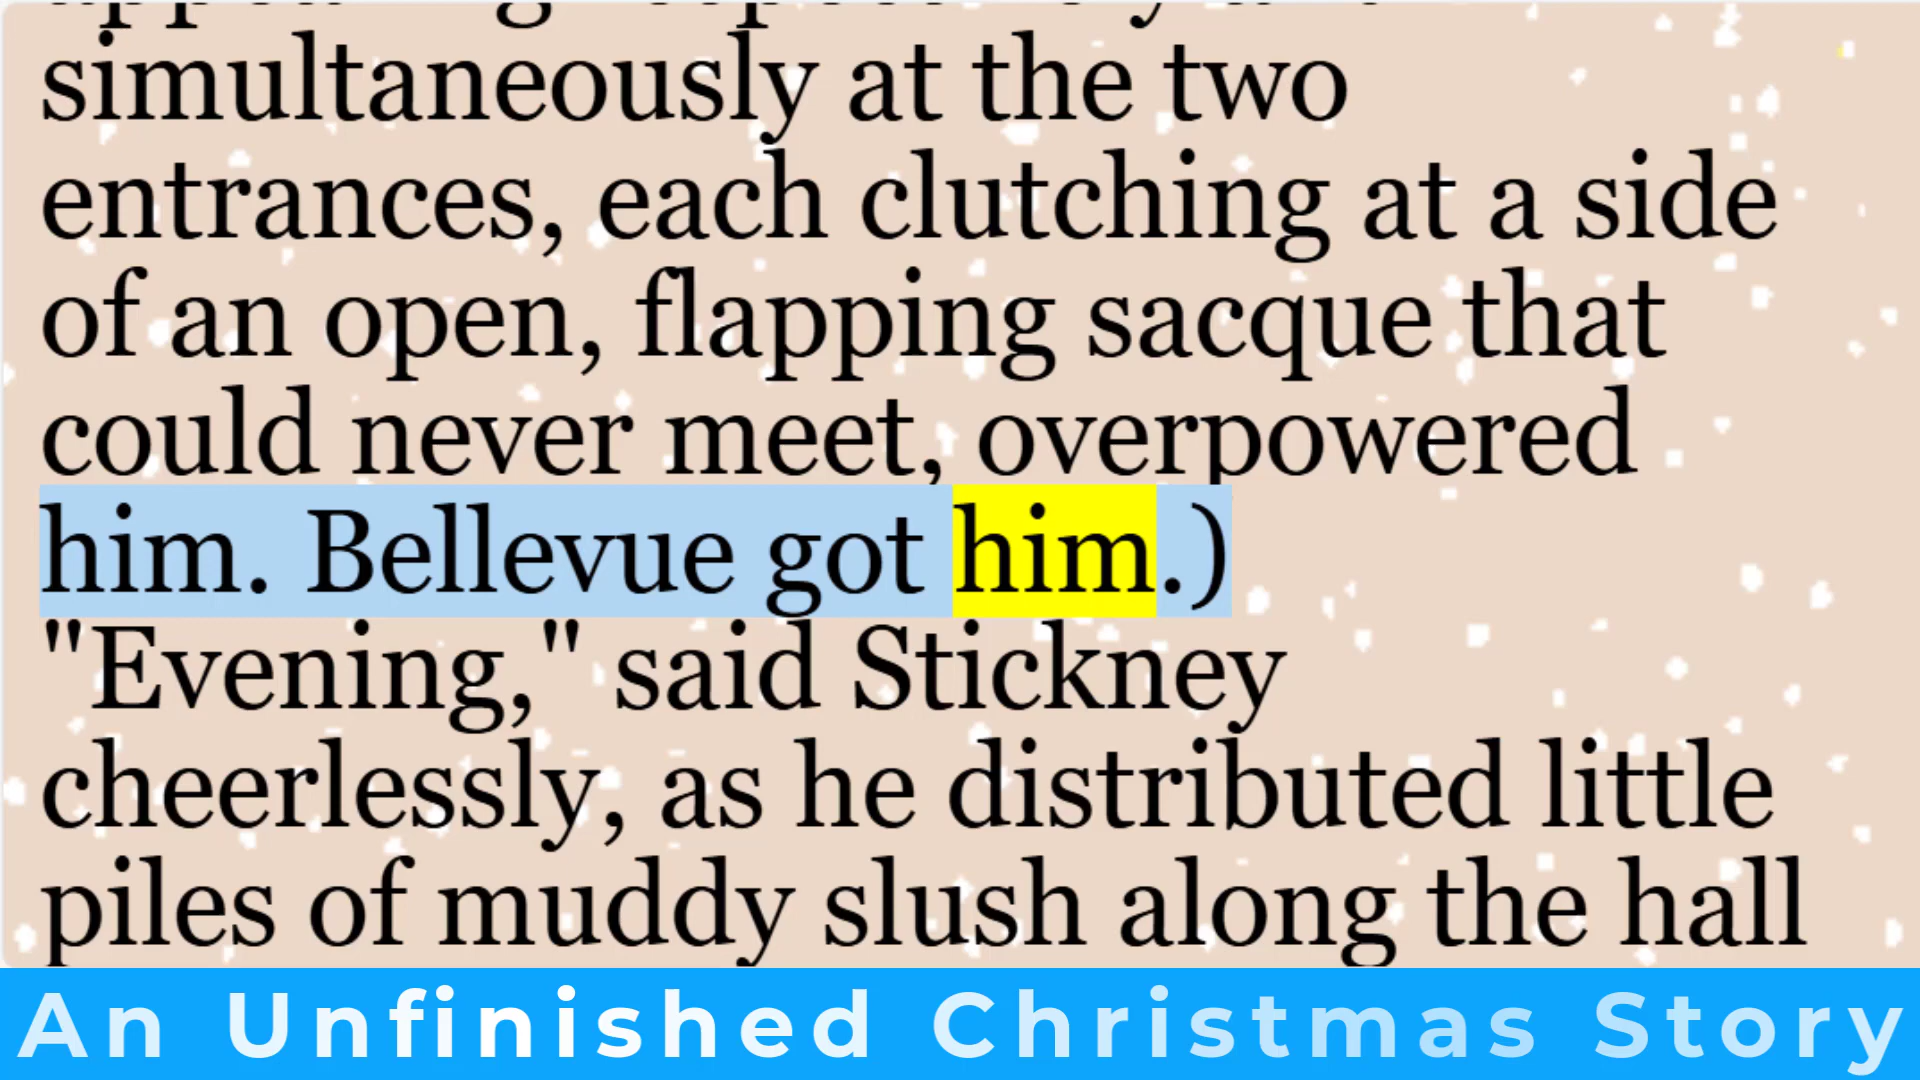 simultaneously at the two
entrances, each clutching at a side
of an open, flapping sacque that
could never meet, overpowered
him. Bellevue got him.)
"Evening," said Stickney
cheerlessly, as he distributed little
piles of muddy slush along the hall
An Unfinished Christmas Story